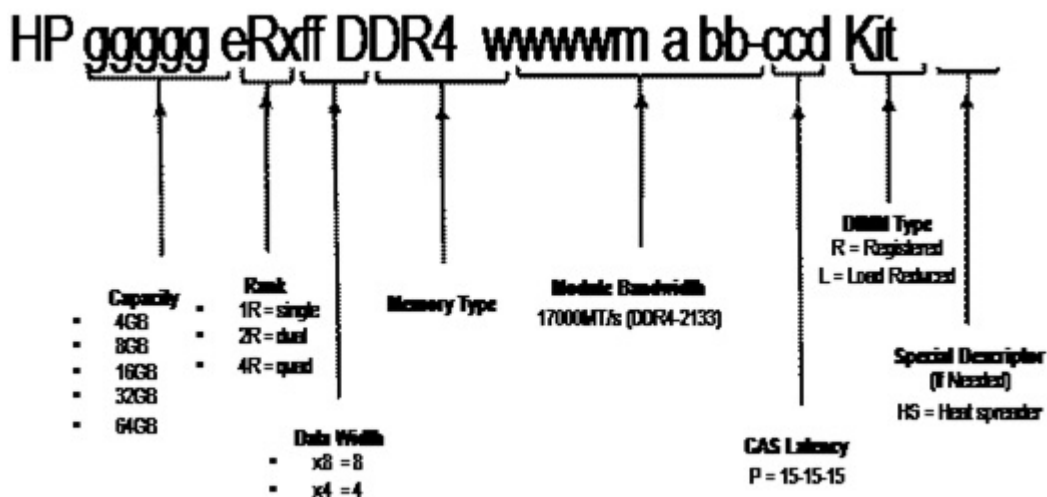 HP ggggg eRxff DDR4 wwwwm a bb-ccd Kit
Capacity
▪ 4GB
▪ 8GB
▪ 16GB
▪ 32GB
▪ 64GB
Rank
▪ 1R = single
▪ 2R = dual
▪ 4R = quad
Data Width
▪ x8 = 8
▪ x4 = 4
Memory Type
Module Bandwidth
17000MT/s (DDR4-2133)
CAS Latency
P = 15-15-15
DIMM Type
R = Registered
L = Load Reduced
Special Descriptor
(If Needed)
HS = Heat spreader